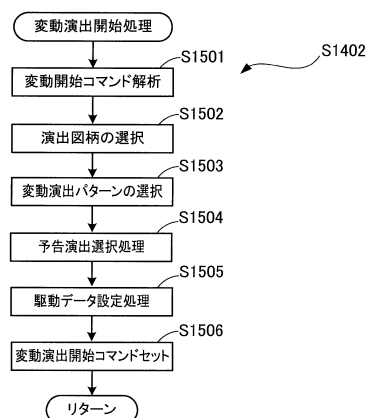 変動演出開始処理
S1402
S1501
変動開始コマンド解析
S1502
演出図柄の選択
S1503
変動演出パターンの選択
S1504
予告演出選択処理
S1505
駆動データ設定処理
S1506
変動演出開始コマンドセット
リターン